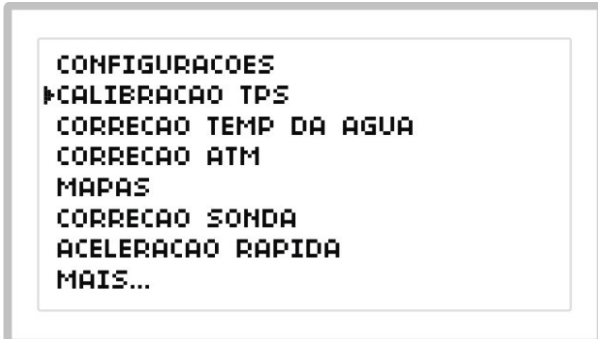 CONFIGURACOES
CALIBRACAO TPS
CORRECAO TEMP DA AGUA
CORRECAO ATM
MAPAS
CORRECAO SONDA
ACELERACAO RAPIDA
MAIS...